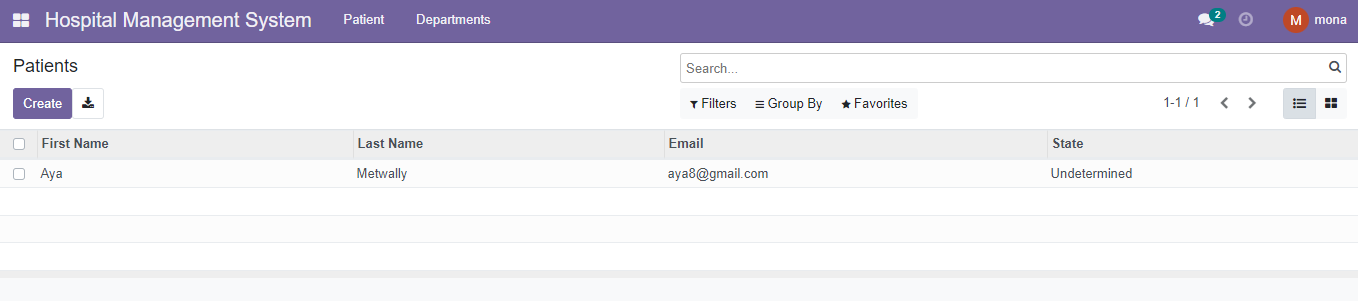 Hospital Management System Patient Departments 2 M mona
Patients Search...
Create Filters Group By Favorites 1-1 / 1
First Name Last Name Email State
Aya Metwally aya8@gmail.com Undetermined